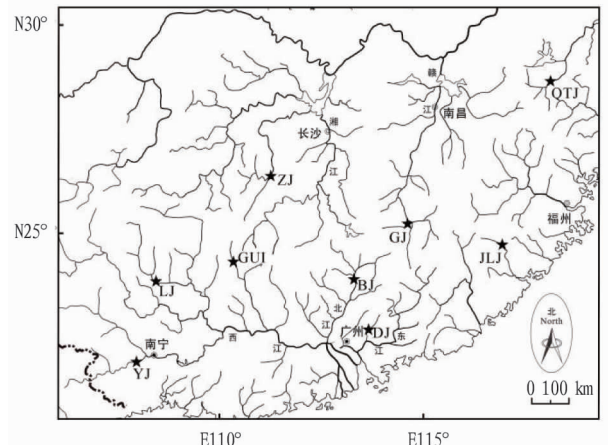 N30°
赣
江
南昌
QTJ
湘
长沙
江
ZJ
福州
N25°
GJ
JLJ
GUI
BJ
LJ
北
江
北
North
广州
DJ
东
江
西
江
南宁
YJ
0 100 km
E110°
E115°